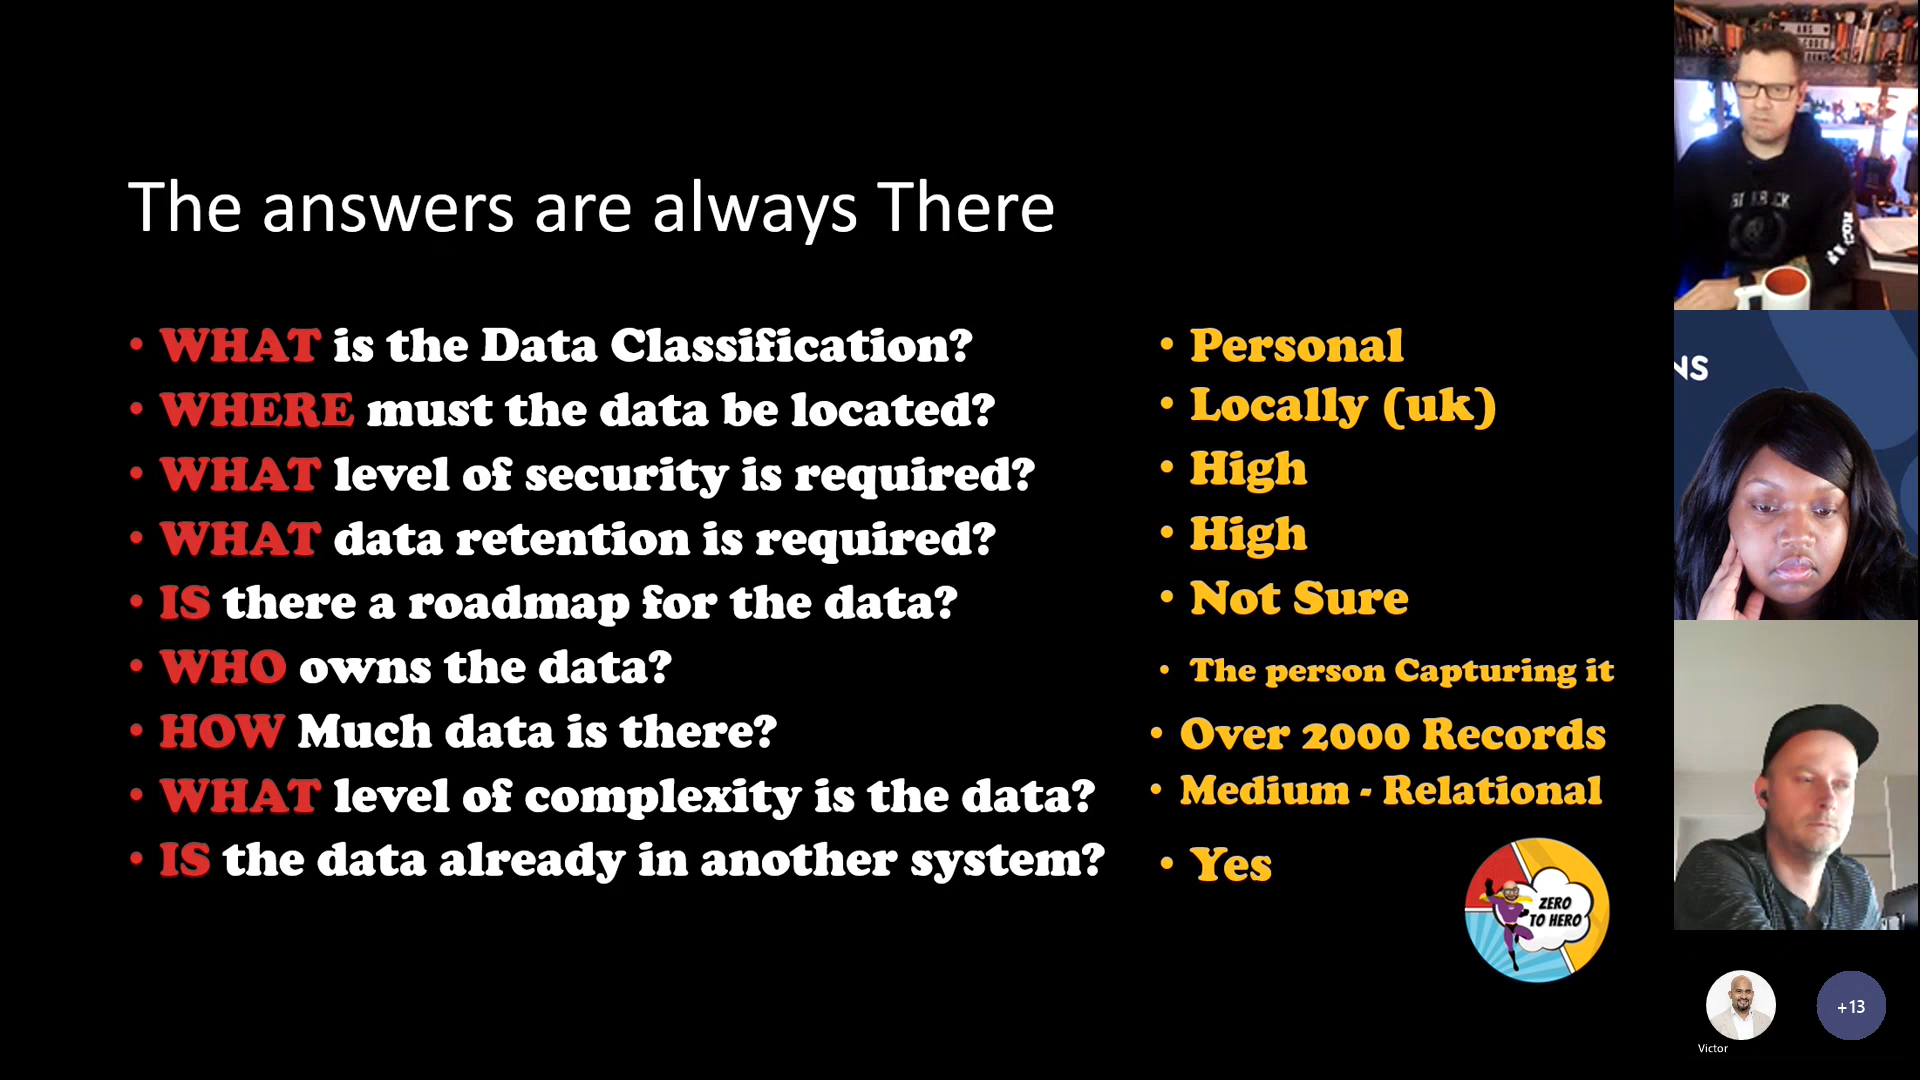 The answers are always There
• WHAT is the Data Classification?
• Personal
• WHERE must the data be located?
• Locally (uk)
• WHAT level of security is required?
• High
• WHAT data retention is required?
• High
• IS there a roadmap for the data?
• Not Sure
• WHO owns the data?
• The person Capturing it
• HOW Much data is there?
• Over 2000 Records
• WHAT level of complexity is the data?
• Medium - Relational
• IS the data already in another system?
• Yes
ZERO
TO HERO
NS
Victor
+13